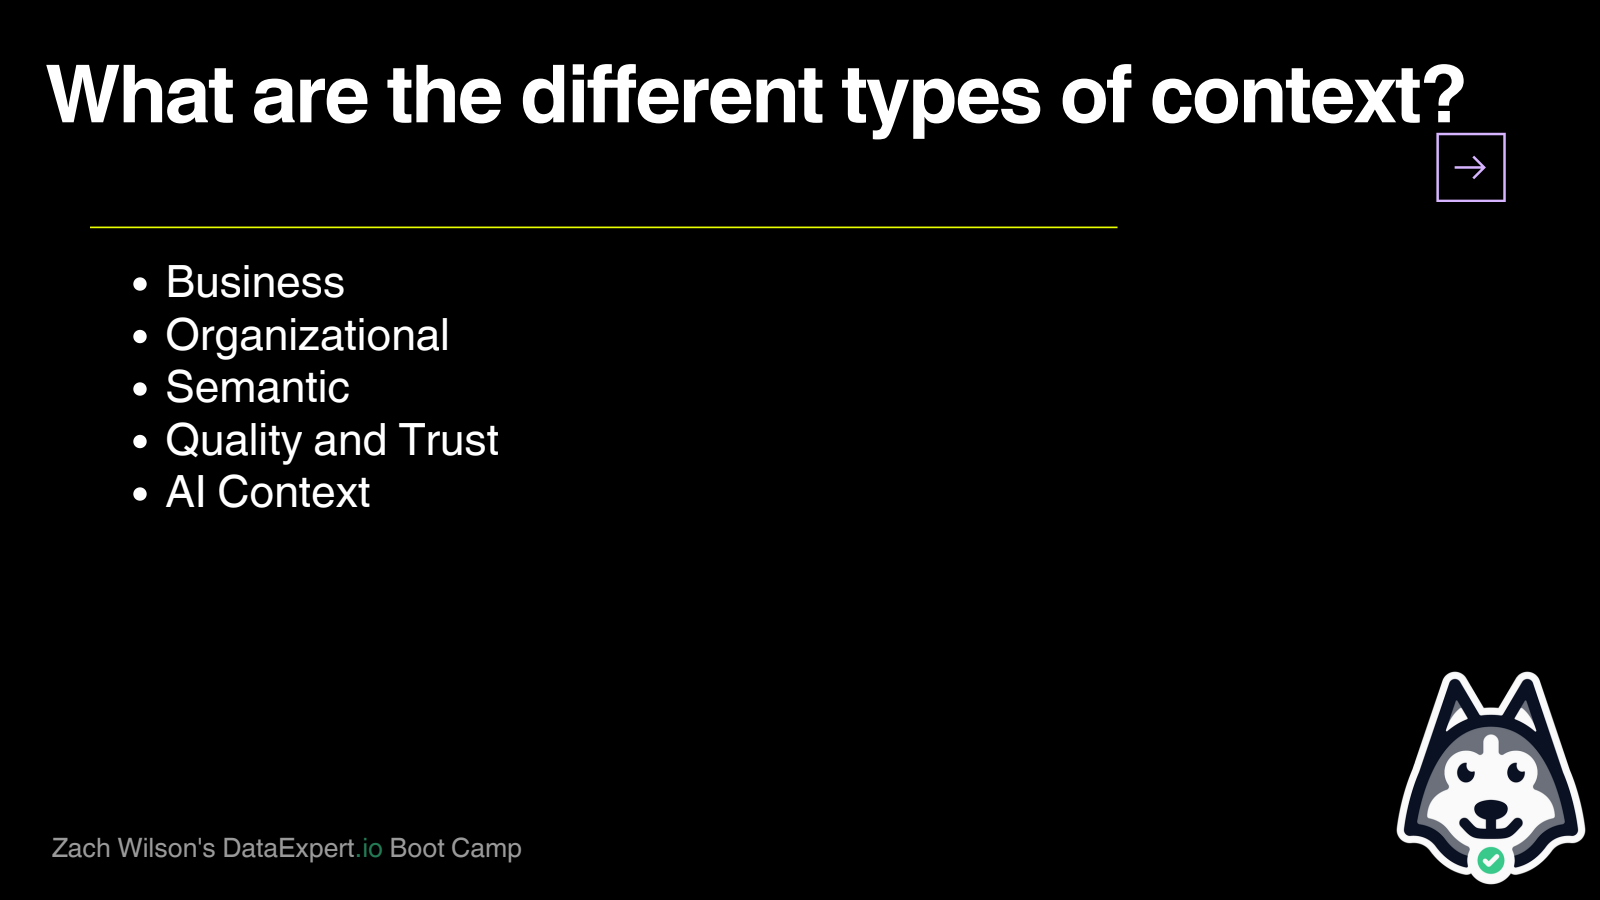 What are the different types of context?
• Business
• Organizational
• Semantic
• Quality and Trust
• AI Context
Zach Wilson's DataExpert.io Boot Camp